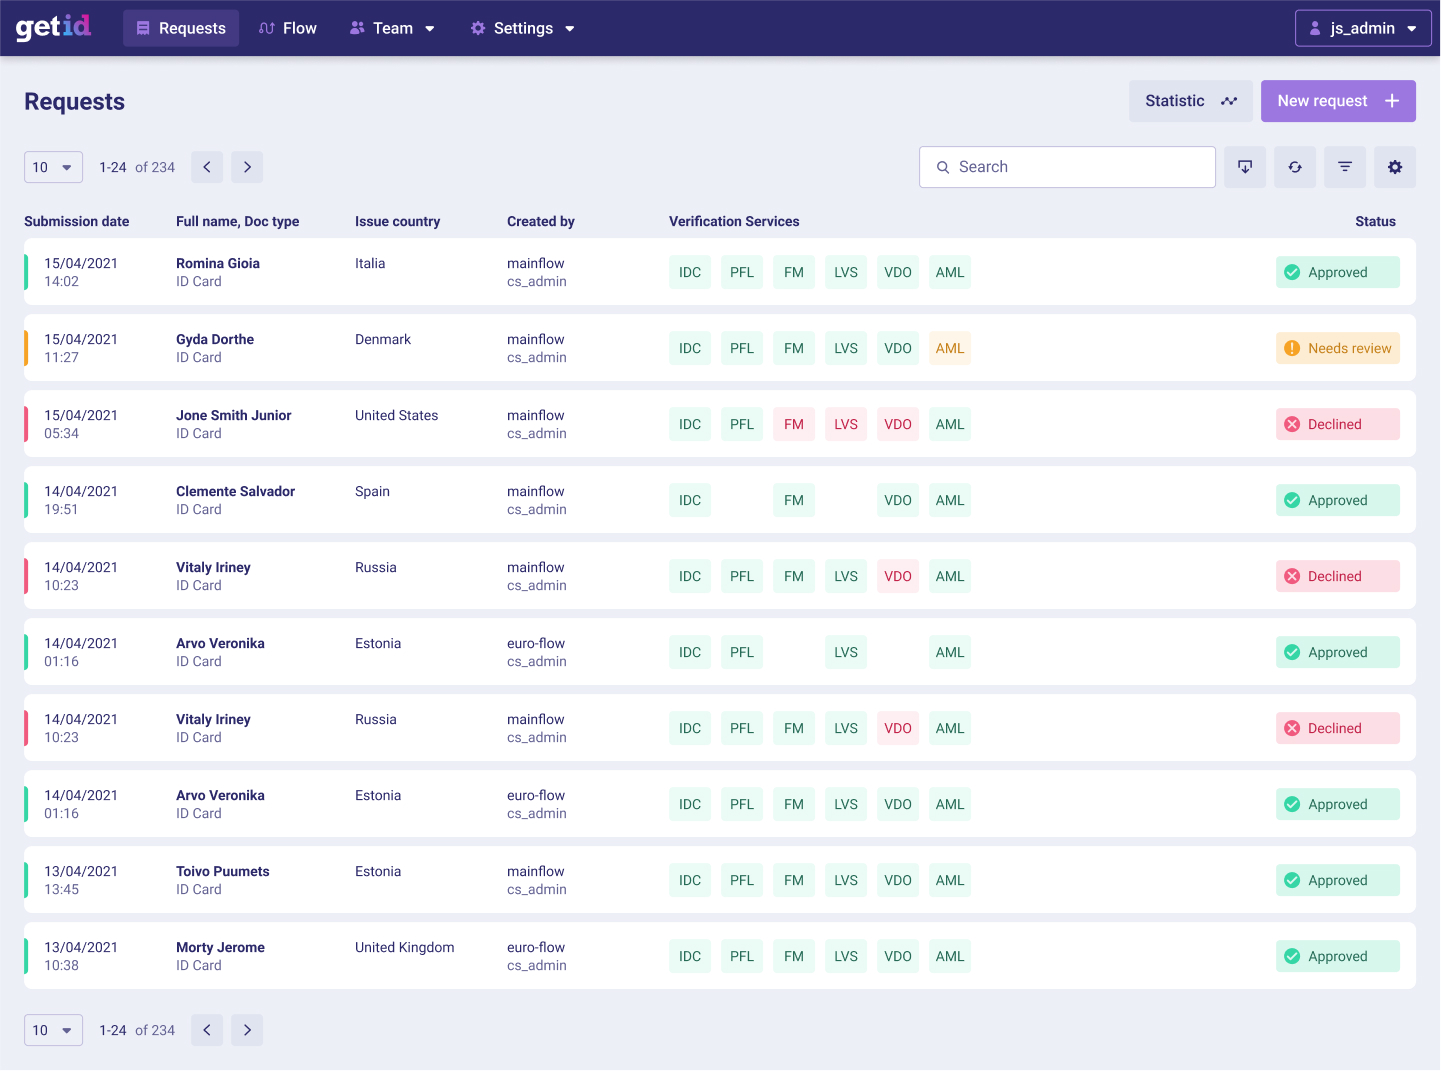 getid Requests Flow Team Settings js_admin
Requests
Statistic New request
10 1-24 of 234 Search
Submission date Full name, Doc type Issue country Created by Verification Services Status
15/04/2021 Romina Gioia Italia mainflow
14:02 ID Card cs_admin
IDC PFL FM LVS VDO AML Approved
15/04/2021 Gyda Dorthe Denmark mainflow
11:27 ID Card cs_admin
IDC PFL FM LVS VDO AML Needs review
15/04/2021 Jone Smith Junior United States mainflow
05:34 ID Card cs_admin
IDC PFL FM LVS VDO AML Declined
14/04/2021 Clemente Salvador Spain mainflow
19:51 ID Card cs_admin
IDC FM VDO AML Approved
14/04/2021 Vitaly Iriney Russia mainflow
10:23 ID Card cs_admin
IDC PFL FM LVS VDO AML Declined
14/04/2021 Arvo Veronika Estonia euro-flow
01:16 ID Card cs_admin
IDC PFL LVS AML Approved
14/04/2021 Vitaly Iriney Russia mainflow
10:23 ID Card cs_admin
IDC PFL FM LVS VDO AML Declined
14/04/2021 Arvo Veronika Estonia euro-flow
01:16 ID Card cs_admin
IDC PFL FM LVS VDO AML Approved
13/04/2021 Toivo Puumets Estonia mainflow
13:45 ID Card cs_admin
IDC PFL FM LVS VDO AML Approved
13/04/2021 Morty Jerome United Kingdom euro-flow
10:38 ID Card cs_admin
IDC PFL FM LVS VDO AML Approved
10 1-24 of 234